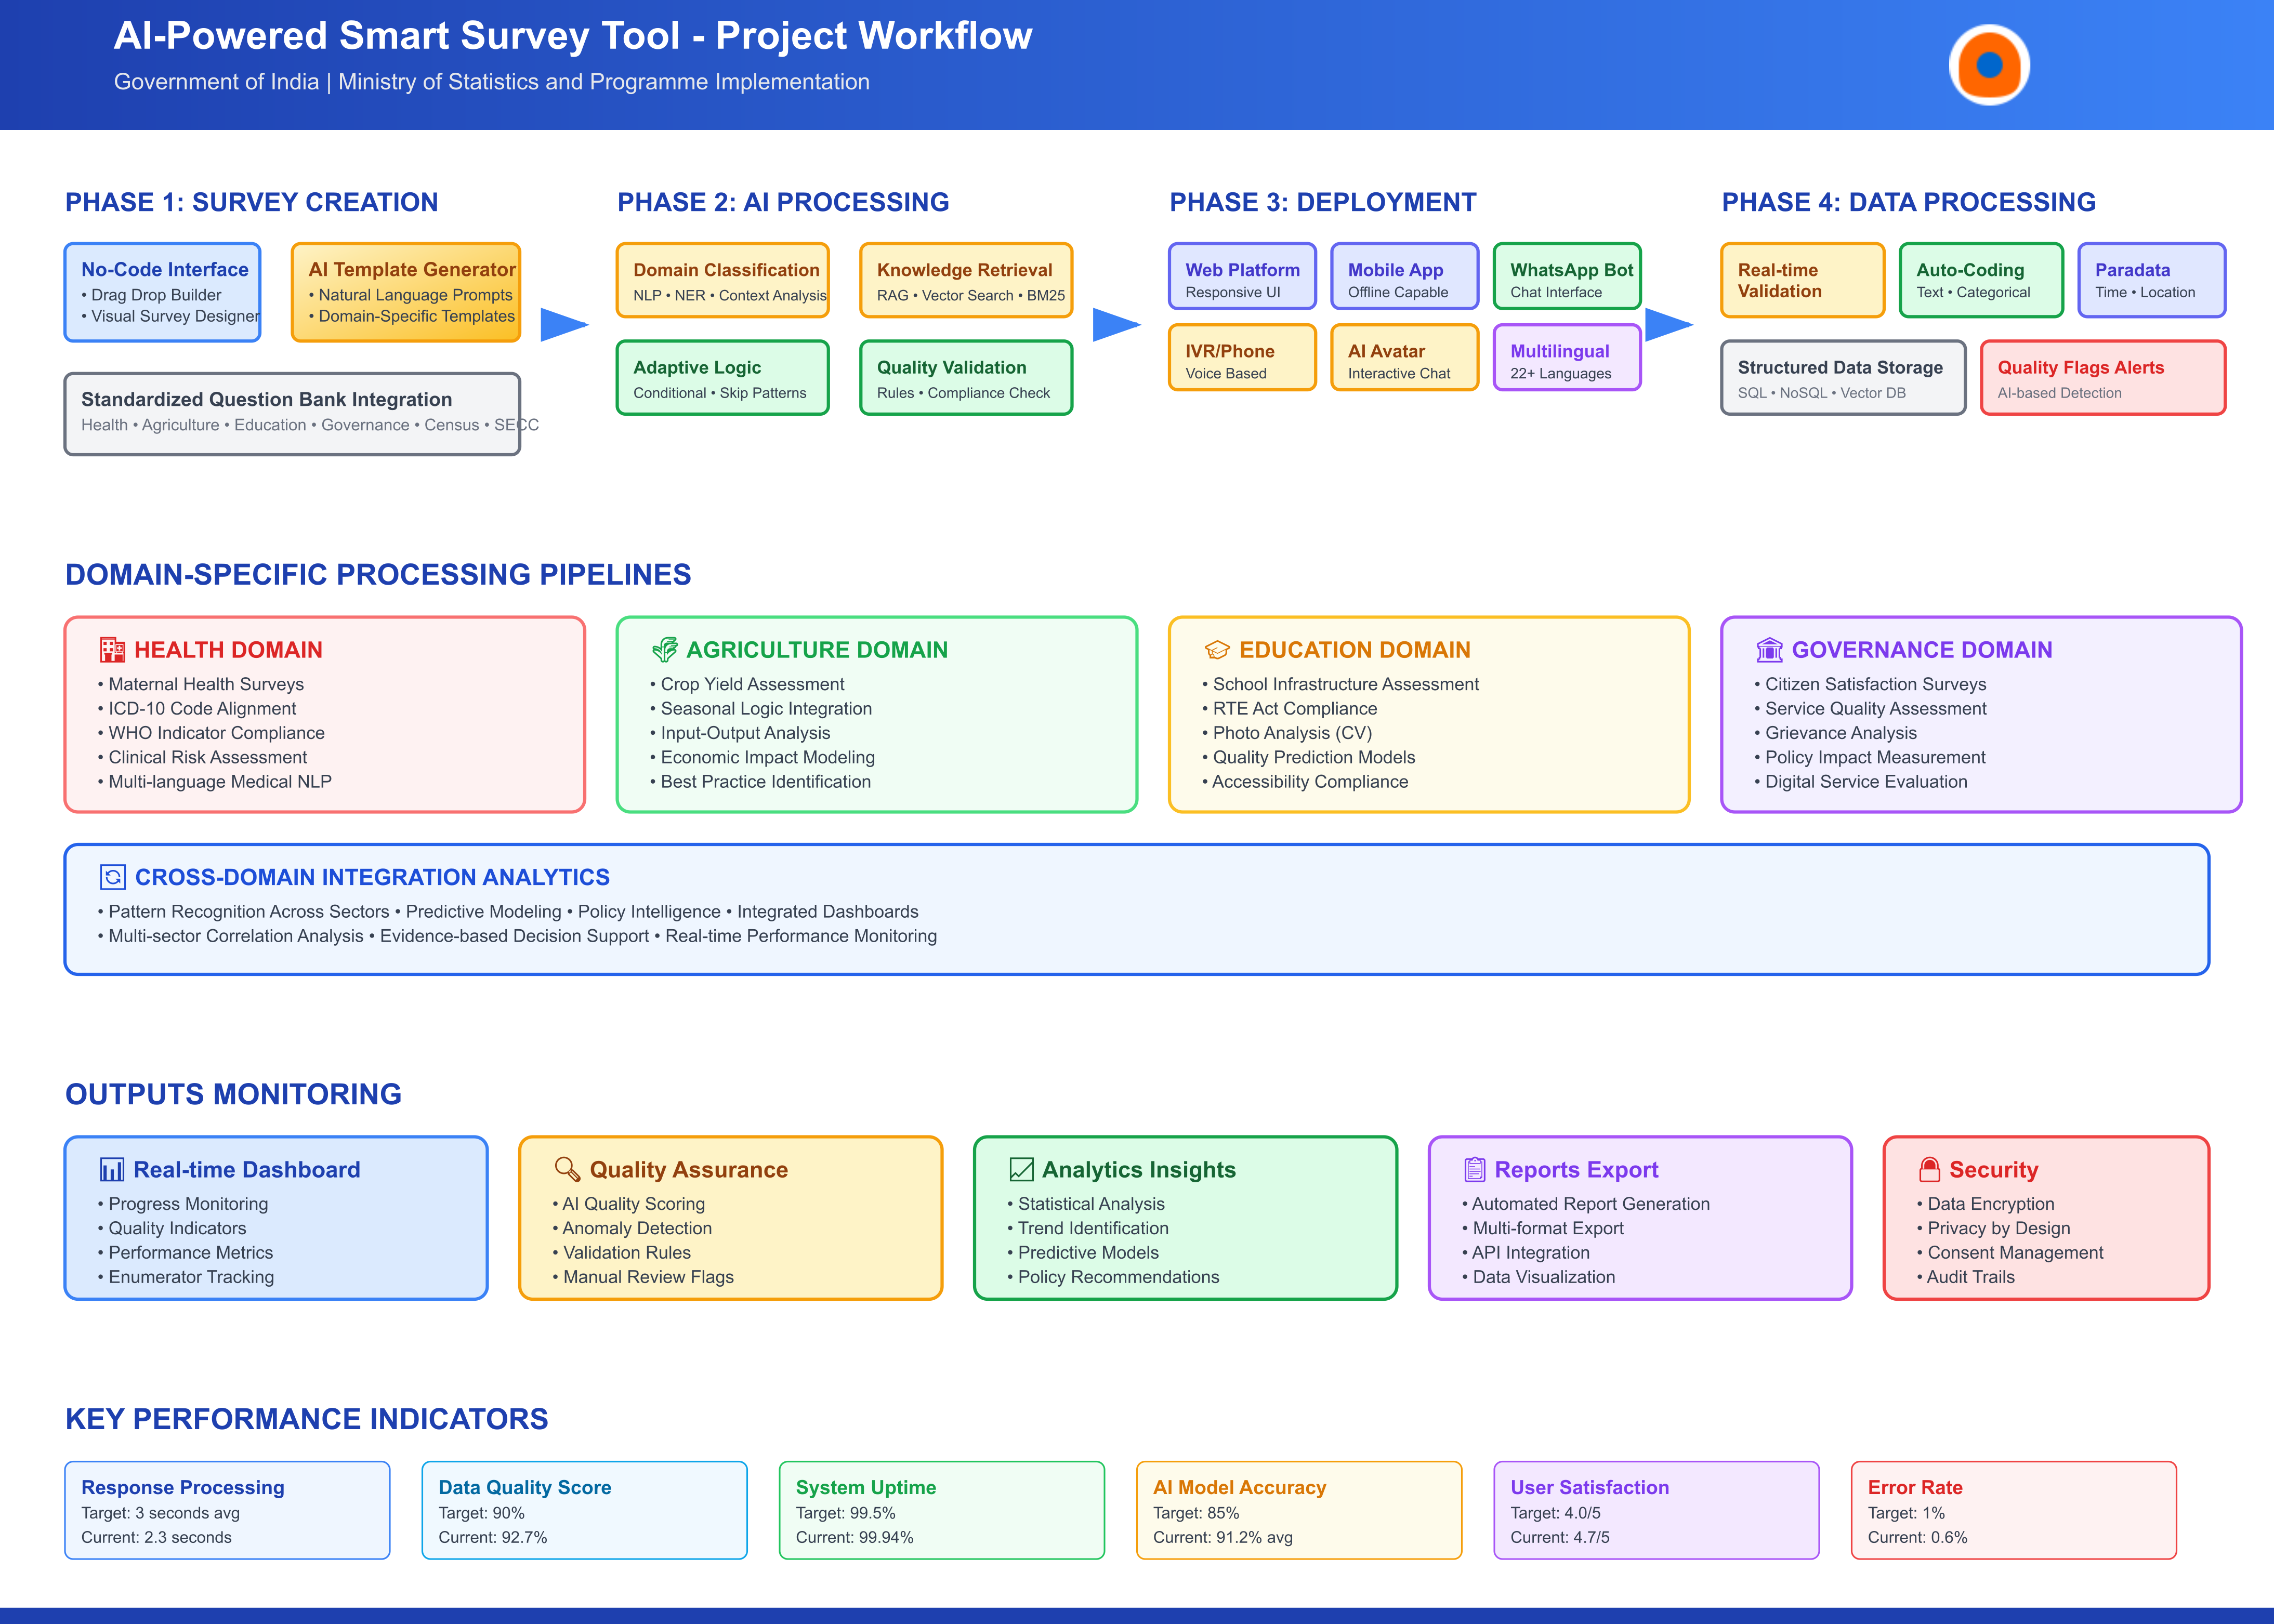 AI-Powered Smart Survey Tool - Project Workflow
Government of India | Ministry of Statistics and Programme Implementation
PHASE 1: SURVEY CREATION
No-Code Interface
• Drag Drop Builder
• Visual Survey Designer
AI Template Generator
• Natural Language Prompts
• Domain-Specific Templates
Standardized Question Bank Integration
Health • Agriculture • Education • Governance • Census • SECC
PHASE 2: AI PROCESSING
Domain Classification
NLP • NER • Context Analysis
Knowledge Retrieval
RAG • Vector Search • BM25
Adaptive Logic
Conditional • Skip Patterns
Quality Validation
Rules • Compliance Check
PHASE 3: DEPLOYMENT
Web Platform
Responsive UI
Mobile App
Offline Capable
WhatsApp Bot
Chat Interface
IVR/Phone
Voice Based
AI Avatar
Interactive Chat
Multilingual
22+ Languages
PHASE 4: DATA PROCESSING
Real-time
Validation
Auto-Coding
Text • Categorical
Paradata
Time • Location
Structured Data Storage
SQL • NoSQL • Vector DB
Quality Flags Alerts
AI-based Detection
DOMAIN-SPECIFIC PROCESSING PIPELINES
HEALTH DOMAIN
• Maternal Health Surveys
• ICD-10 Code Alignment
• WHO Indicator Compliance
• Clinical Risk Assessment
• Multi-language Medical NLP
AGRICULTURE DOMAIN
• Crop Yield Assessment
• Seasonal Logic Integration
• Input-Output Analysis
• Economic Impact Modeling
• Best Practice Identification
EDUCATION DOMAIN
• School Infrastructure Assessment
• RTE Act Compliance
• Photo Analysis (CV)
• Quality Prediction Models
• Accessibility Compliance
GOVERNANCE DOMAIN
• Citizen Satisfaction Surveys
• Service Quality Assessment
• Grievance Analysis
• Policy Impact Measurement
• Digital Service Evaluation
CROSS-DOMAIN INTEGRATION ANALYTICS
• Pattern Recognition Across Sectors • Predictive Modeling • Policy Intelligence • Integrated Dashboards
• Multi-sector Correlation Analysis • Evidence-based Decision Support • Real-time Performance Monitoring
OUTPUTS MONITORING
Real-time Dashboard
• Progress Monitoring
• Quality Indicators
• Performance Metrics
• Enumerator Tracking
Quality Assurance
• AI Quality Scoring
• Anomaly Detection
• Validation Rules
• Manual Review Flags
Analytics Insights
• Statistical Analysis
• Trend Identification
• Predictive Models
• Policy Recommendations
Reports Export
• Automated Report Generation
• Multi-format Export
• API Integration
• Data Visualization
Security
• Data Encryption
• Privacy by Design
• Consent Management
• Audit Trails
KEY PERFORMANCE INDICATORS
Response Processing
Target: 3 seconds avg
Current: 2.3 seconds
Data Quality Score
Target: 90%
Current: 92.7%
System Uptime
Target: 99.5%
Current: 99.94%
AI Model Accuracy
Target: 85%
Current: 91.2% avg
User Satisfaction
Target: 4.0/5
Current: 4.7/5
Error Rate
Target: 1%
Current: 0.6%